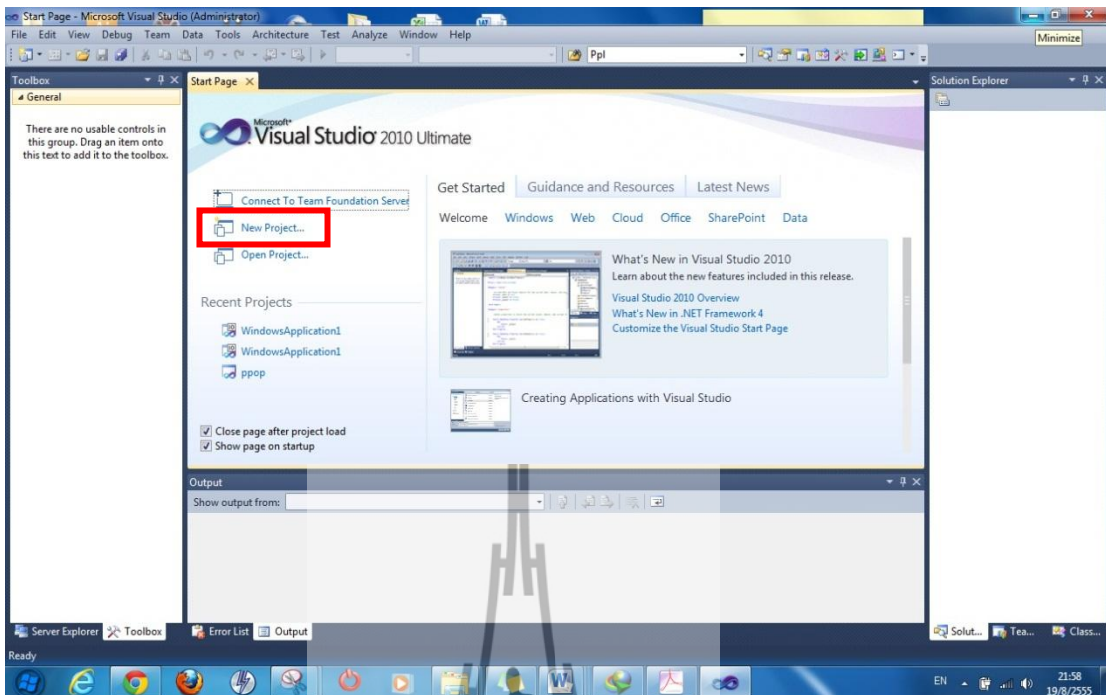 Start Page - Microsoft Visual Studio (Administrator)
File Edit View Debug Team Data Tools Architecture Test Analyze Window Help
Minimize
Ppl
Toolbox
General
There are no usable controls in
this group. Drag an item onto
this text to add it to the toolbox.
Start Page
Solution Explorer
Microsoft
Visual Studio 2010 Ultimate
Connect To Team Foundation Server
New Project...
Open Project...
Recent Projects
WindowsApplication1
WindowsApplication1
ppop
Close page after project load
Show page on startup
Get Started Guidance and Resources Latest News
Welcome Windows Web Cloud Office SharePoint Data
What's New in Visual Studio 2010
Learn about the new features included in this release.
Visual Studio 2010 Overview
What's New in .NET Framework 4
Customize the Visual Studio Start Page
Creating Applications with Visual Studio
Output
Show output from:
Server Explorer Toolbox Error List Output Solut... Tea... Class...
Ready
EN 21:58
19/8/2555